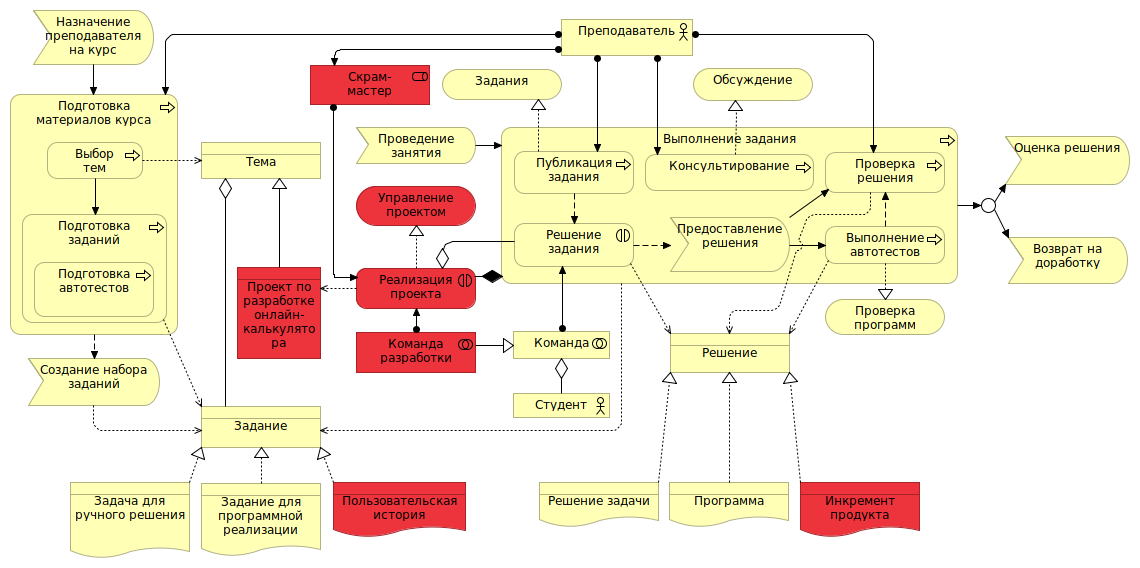 Назначение
преподавателя
на курс
Преподаватель
Скрам-
мастер
Задания
Обсуждение
Подготовка
материалов курса
Выбор
тем
Тема
Проведение
занятия
Выполнение задания
Публикация
задания
Консультирование
Проверка
решения
Оценка решения
Управление
проектом
Подготовка
заданий
Решение
задания
Предоставление
решения
Выполнение
автотестов
Возврат на
доработку
Подготовка
автотестов
Проект по
разработке
онлайн-
калькулято
ра
Реализация
проекта
Проверка
программ
Команда
разработки
Команда
Решение
Создание набора
заданий
Студент
Задание
Задача для
ручного решения
Задание для
программной
реализации
Пользовательская
история
Решение задачи
Программа
Инкремент
продукта